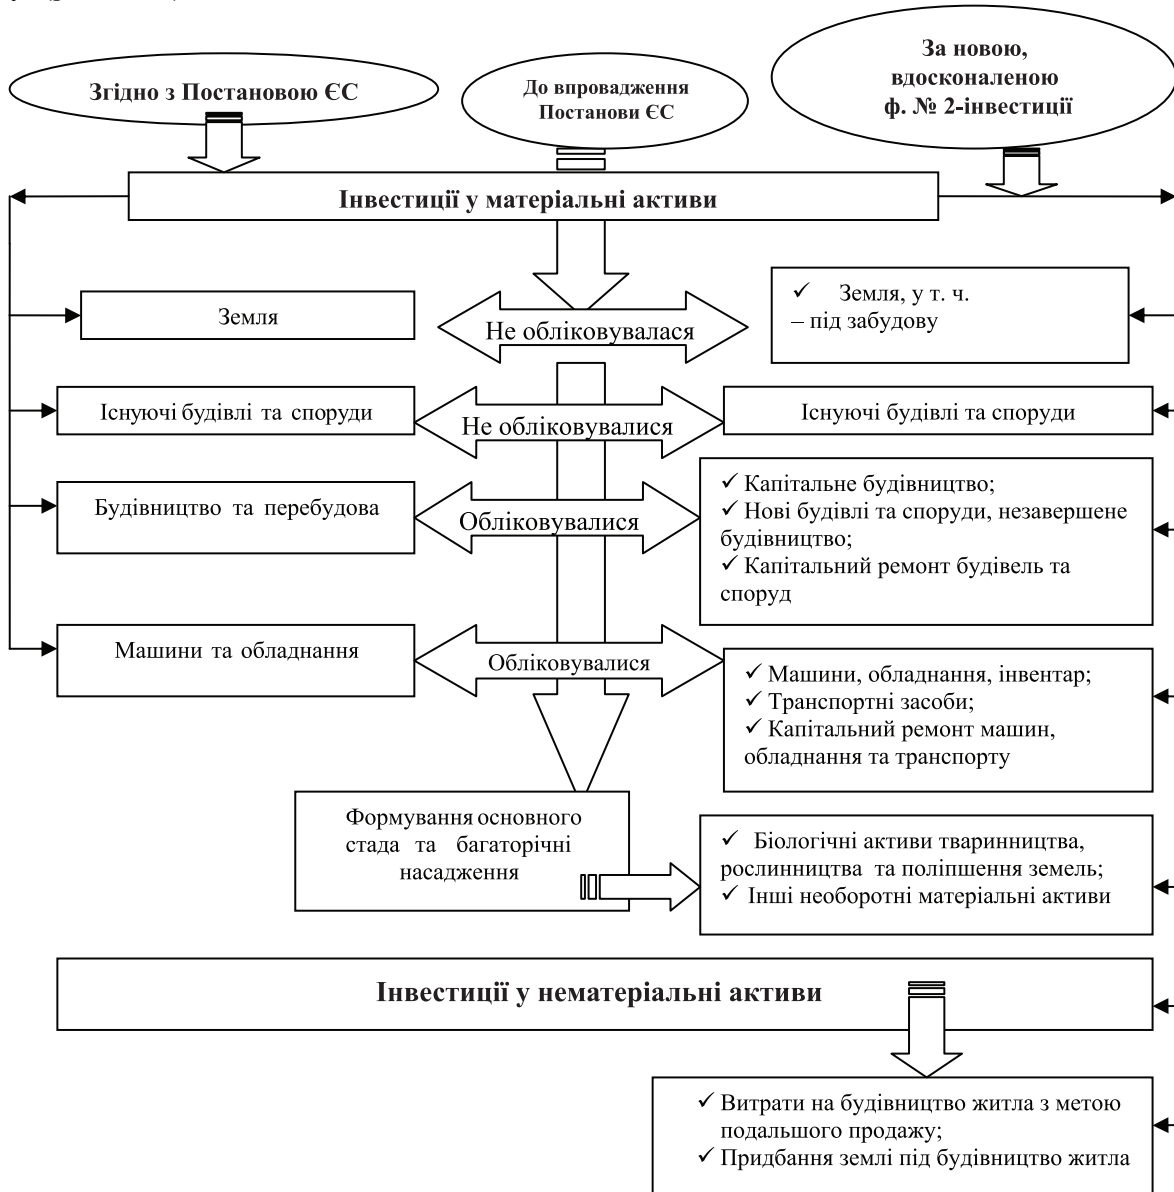 Згідно з Постановою ЄС
До впровадження
Постанови ЄС
За новою,
вдосконаленою
ф. № 2-інвестиції
Інвестиції у матеріальні активи
Земля
Не обліковувалася
✓ Земля, у т. ч.
– під забудову
Існуючі будівлі та споруди
Не обліковувалися
Існуючі будівлі та споруди
Будівництво та перебудова
Обліковувалися
✓ Капітальне будівництво;
✓ Нові будівлі та споруди, незавершене
будівництво;
✓ Капітальний ремонт будівель та
споруд
Машини та обладнання
Обліковувалися
✓ Машини, обладнання, інвентар;
✓ Транспортні засоби;
✓ Капітальний ремонт машин,
обладнання та транспорту
Формування основного
стада та багаторічні
насадження
✓ Біологічні активи тваринництва,
рослинництва та поліпшення земель;
✓ Інші необоротні матеріальні активи
Інвестиції у нематеріальні активи
✓ Витрати на будівництво житла з метою
подальшого продажу;
✓ Придбання землі під будівництво житла